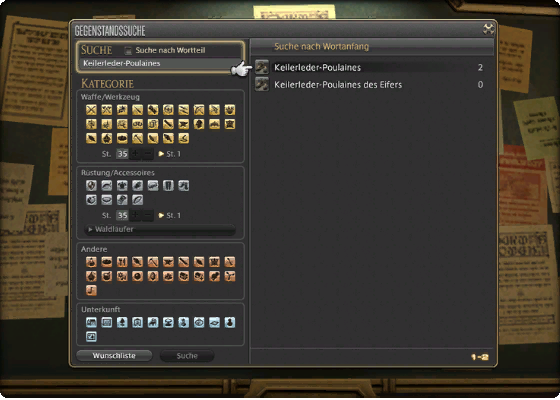 GEGENSTANDSSUCHE
SUCHE
Suche nach Wortteil
Keilerleder-Poulaines
KATEGORIE
Waffe/Werkzeug
St. 35 St. 1
Rüstung/Accessoires
St. 35 St. 1
Waldläufer
Andere
Unterkunft
Wunschliste Suche
Suche nach Wortanfang
Keilerleder-Poulaines 2
Keilerleder-Poulaines des Eifers 0
1-2